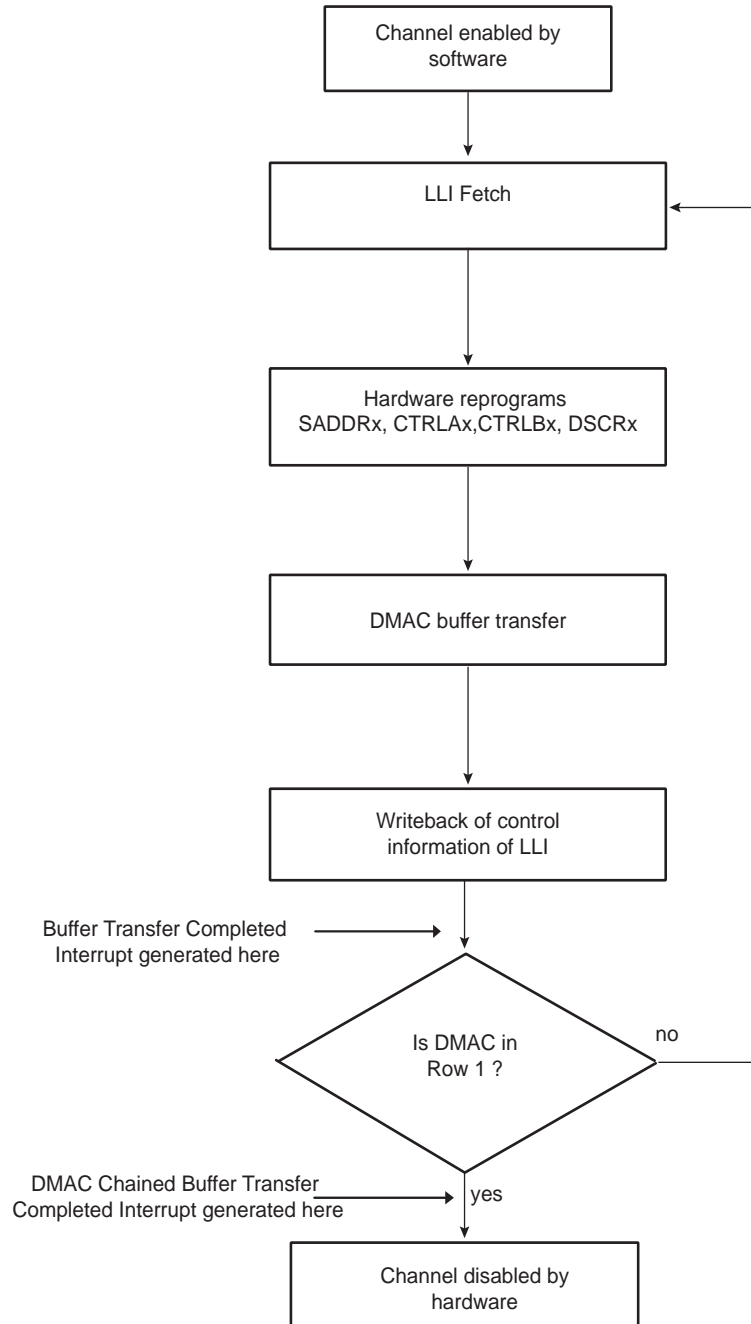 Channel enabled by
software
LLI Fetch
Hardware reprograms
SADDRx, CTRLAx,CTRLBx, DSCRx
DMAC buffer transfer
Writeback of control
information of LLI
Buffer Transfer Completed
Interrupt generated here
Is DMAC in
Row 1 ?
no
DMAC Chained Buffer Transfer
Completed Interrupt generated here
yes
Channel disabled by
hardware